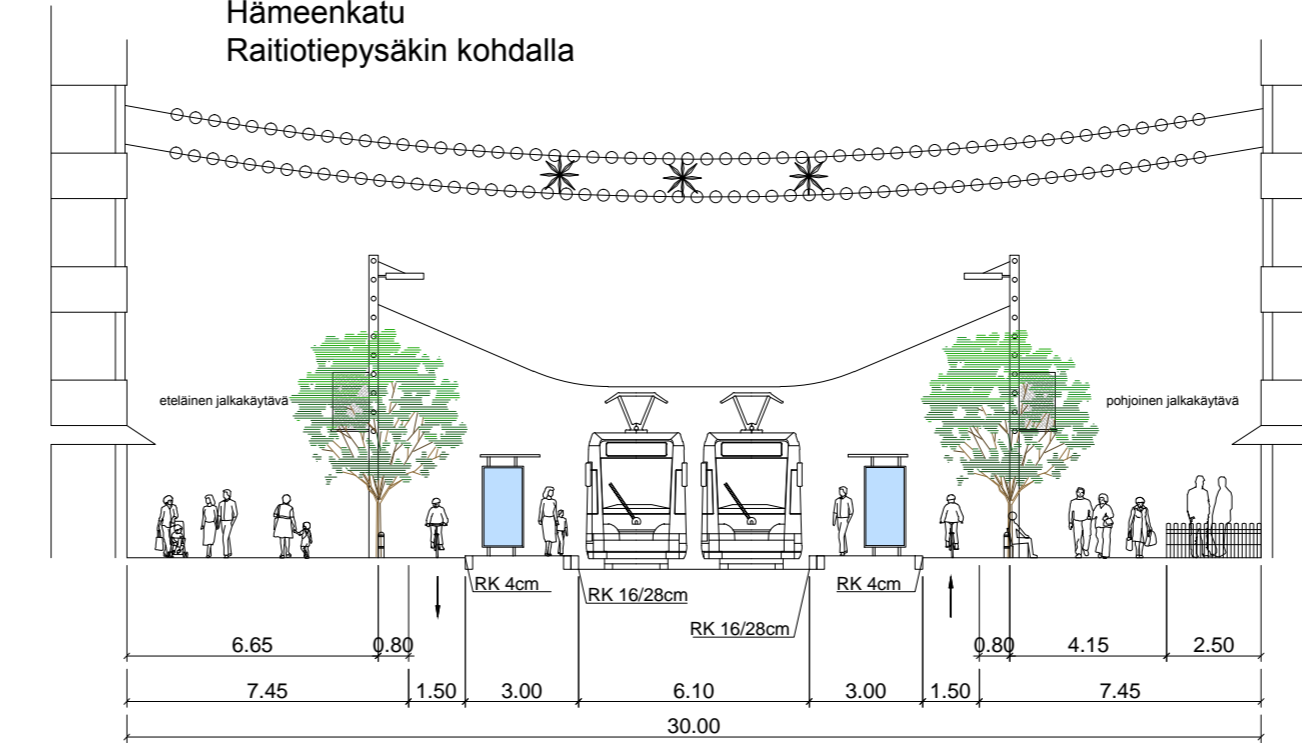 Hämeenkatu
Raitiotiepysäkin kohdalla
eteläinen jalkakäytävä
pohjoinen jalkakäytävä
RK 4cm
RK 16/28cm
RK 4cm
RK 16/28cm
6.65 0.80 0.80 4.15 2.50
7.45 1.50 3.00 6.10 3.00 1.50 7.45
30.00